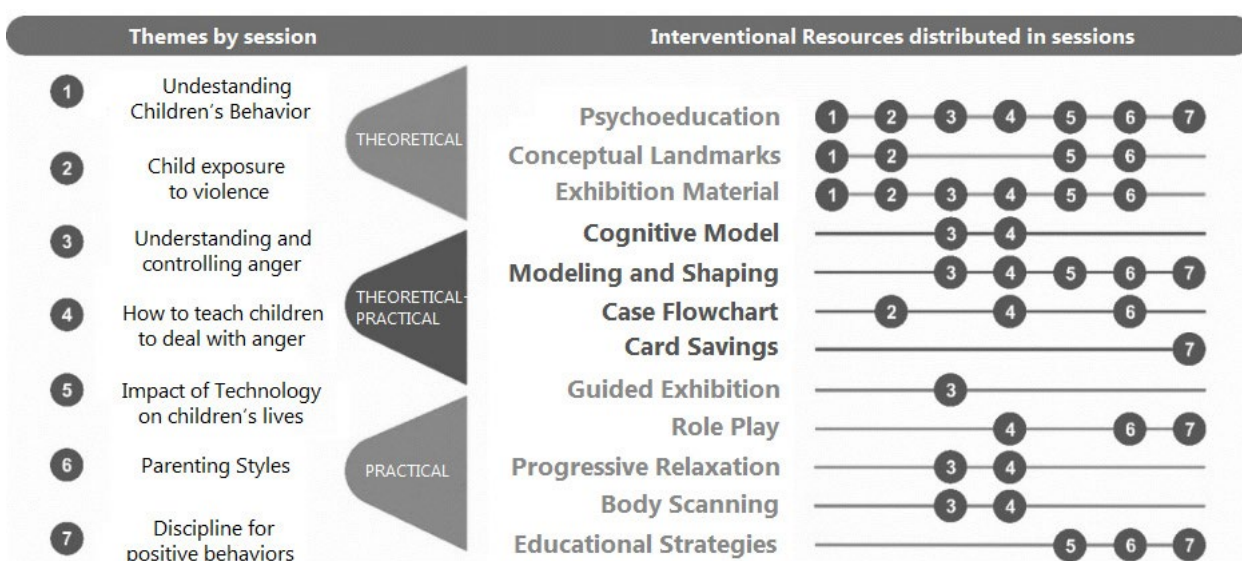 Themes by session
Interventional Resources distributed in sessions
1
Undestanding
Children's Behavior
2
Child exposure
to violence
3
Understanding and
controlling anger
4
How to teach children
to deal with anger
5
Impact of Technology
on children's lives
6
Parenting Styles
7
Discipline for
positive behaviors
THEORETICAL
THEORETICAL-
PRACTICAL
PRACTICAL
Psychoeducation 1 2 3 4 5 6 7
Conceptual Landmarks 1 2 5 6
Exhibition Material 1 2 3 4 5 6
Cognitive Model 3 4
Modeling and Shaping 3 4 5 6 7
Case Flowchart 2 4 6
Card Savings 7
Guided Exhibition 3
Role Play 4 6 7
Progressive Relaxation 3 4
Body Scanning 3 4
Educational Strategies 5 6 7